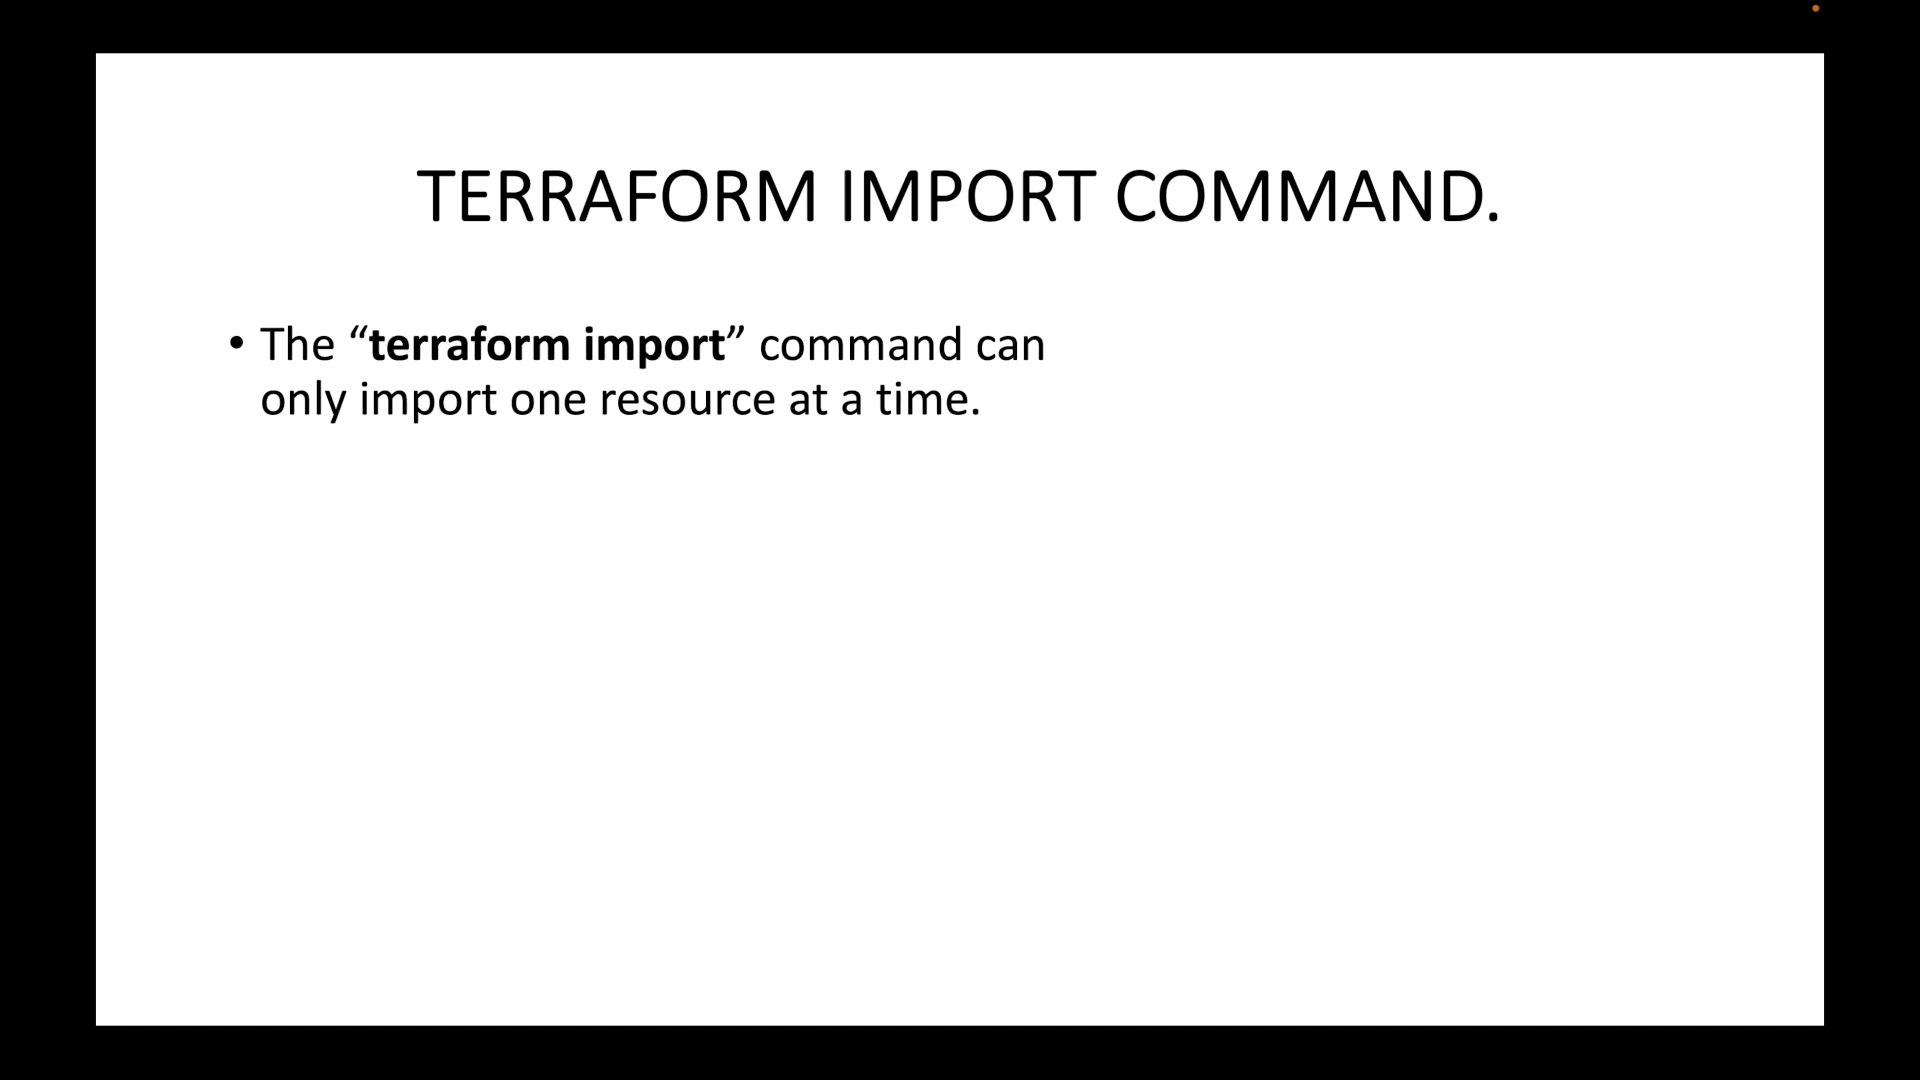 TERRAFORM IMPORT COMMAND.
• The “terraform import” command can
only import one resource at a time.